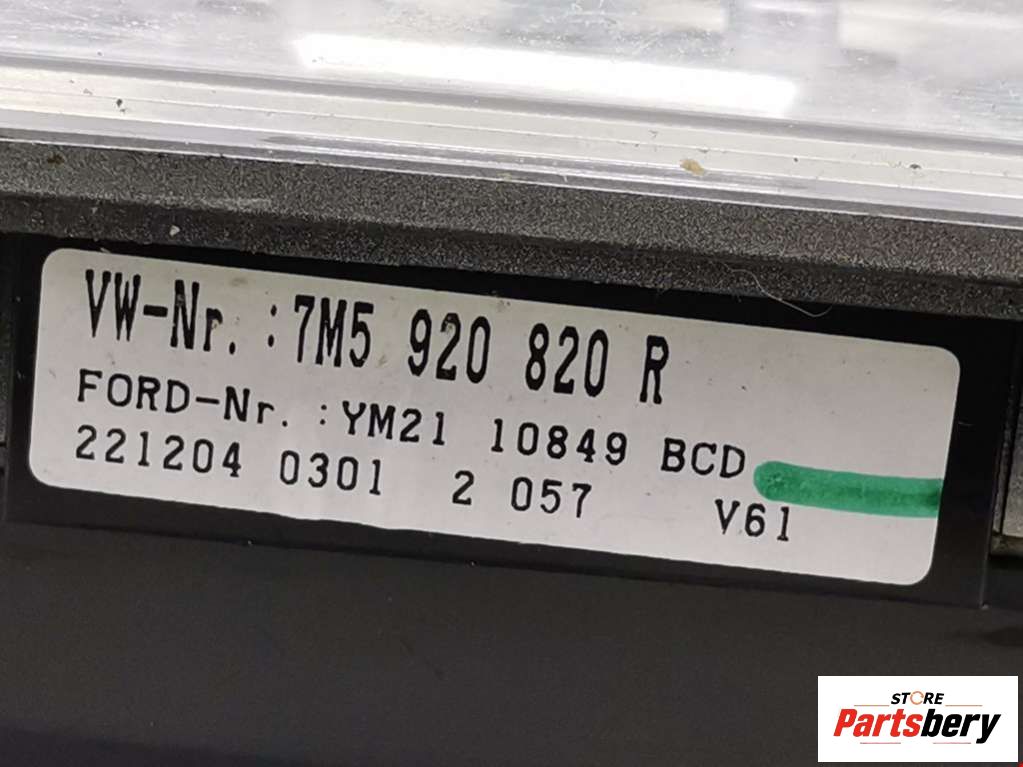 VW-Nr. :7M5 920 820 R
FORD-Nr. :YM21 10849 BCD
221204 0301 2 057 V61
STORE
Partsbery